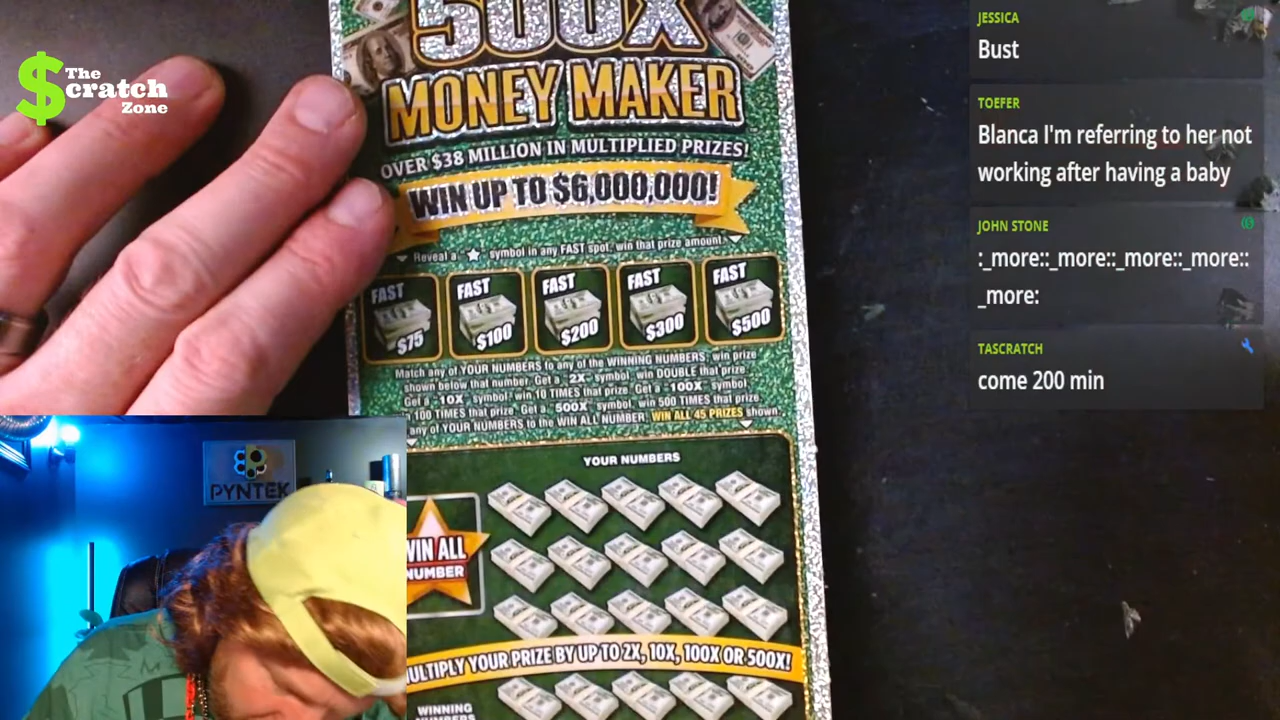 The
$cratch
Zone
500X
MONEY MAKER
OVER $38 MILLION IN MULTIPLIED PRIZES!
WIN UP TO $6,000,000!
Reveal a symbol in any FAST spot, win that prize amount.
FAST $75
FAST $100
FAST $200
FAST $300
FAST $500
Match any of YOUR NUMBERS to any of the WINNING NUMBERS, win prize
shown below that number. Get a 2X symbol, win DOUBLE that prize.
Get a 10X symbol, win 10 TIMES that prize. Get a 100X symbol,
100 TIMES that prize. Get a 500X symbol, win 500 TIMES that prize.
any of YOUR NUMBERS to the WIN ALL NUMBER, WIN ALL 45 PRIZES shown.
YOUR NUMBERS
WIN ALL
NUMBER
MULTIPLY YOUR PRIZE BY UP TO 2X, 10X, 100X OR 500X!
WINNING
NUMBERS
PYNTEK
JESSICA
Bust
TOEFER
Blanca I'm referring to her not
working after having a baby
JOHN STONE
:_more::_more::_more::_more::
_more:
TASCRATCH
come 200 min